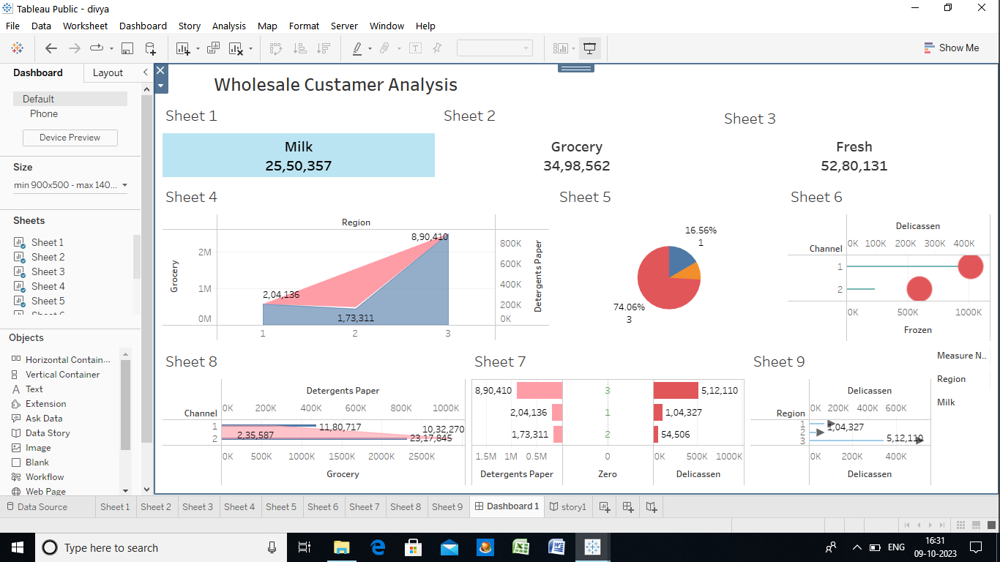 Tableau Public - divya
File Data Worksheet Dashboard Story Analysis Map Format Server Window Help
Show Me
Dashboard Layout
Default
Phone
Device Preview
Size
min 900x500 - max 140...
Sheets
Sheet 1
Sheet 2
Sheet 3
Sheet 4
Sheet 5
Objects
Horizontal Contain...
Vertical Container
Text
Extension
Ask Data
Data Story
Image
Blank
Workflow
Web Page
Wholesale Custamer Analysis
Sheet 1
Milk
25,50,357
Sheet 2
Grocery
34,98,562
Sheet 3
Fresh
52,80,131
Sheet 4
Region
Grocery
2M
1M
0M
8,90,410
2,04,136
1,73,311
1 2 3
800K
600K
400K
200K
0K
Detergents Paper
Sheet 5
16.56%
1
74.06%
3
Sheet 6
Delicassen
Channel
0K 100K 200K 300K 400K
1
2
0K 500K 1000K
Frozen
Sheet 8
Detergents Paper
Channel
0K 200K 400K 600K 800K 1000K
1
2
11,80,717
10,32,270
2,35,587
23,17,845
0K 500K 1000K 1500K 2000K 2500K
Grocery
Sheet 7
8,90,410 3 5,12,110
2,04,136 1 1,04,327
1,73,311 2 54,506
1.5M 1M 0.5M 0 0K 500K 1000K
Detergents Paper Zero Delicassen
Sheet 9
Delicassen
Region
0K 200K 400K 600K
1
2
3
1,04,327
5,12,110
0K 200K 400K
Delicassen
Measure N..
Region
Milk
Data Source Sheet 1 Sheet 2 Sheet 3 Sheet 4 Sheet 5 Sheet 6 Sheet 7 Sheet 8 Sheet 9 Dashboard 1 story1
Type here to search
ENG
16:31
09-10-2023